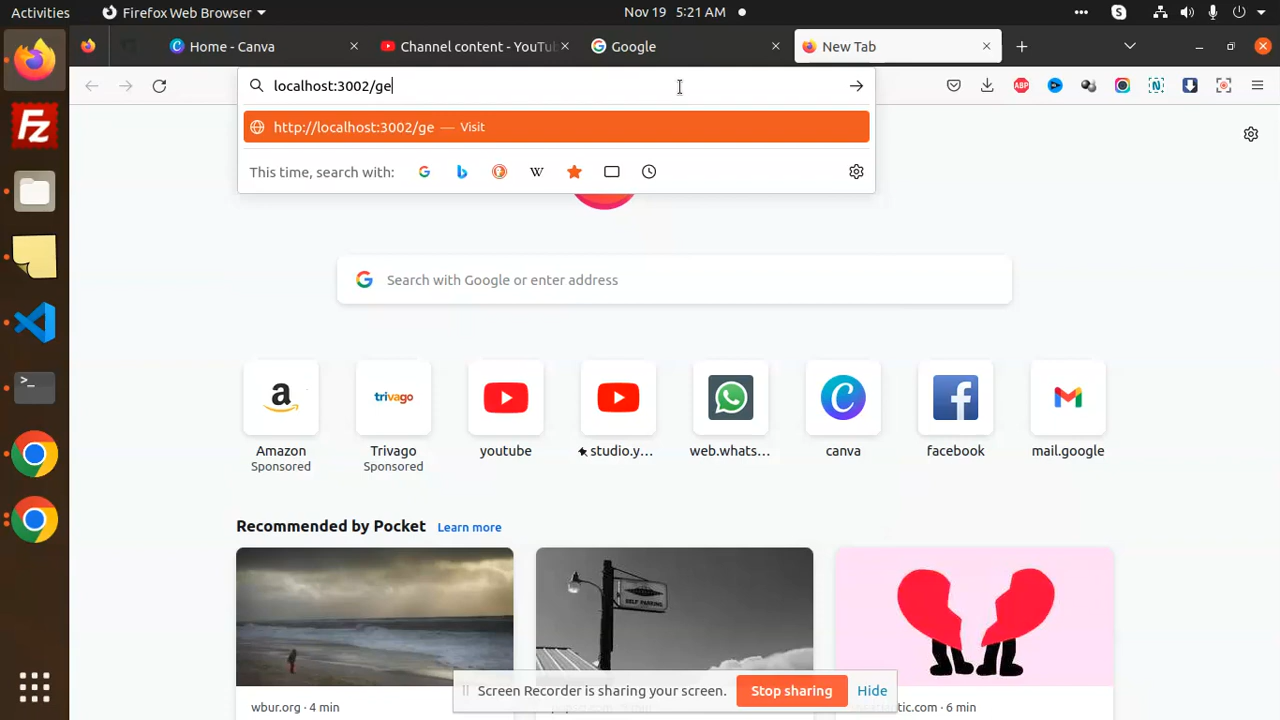 Activities
Firefox Web Browser
Nov 19 5:21 AM
Home - Canva
Channel content - YouTub
Google
New Tab
localhost:3002/ge
http://localhost:3002/ge — Visit
This time, search with:
Search with Google or enter address
Amazon
Sponsored
trivago
Trivago
Sponsored
youtube
studio.y...
web.whats...
canva
facebook
mail.google
Recommended by Pocket
Learn more
SELF PARKING
Screen Recorder is sharing your screen.
Stop sharing
Hide
wbur.org · 4 min
tic.com · 6 min